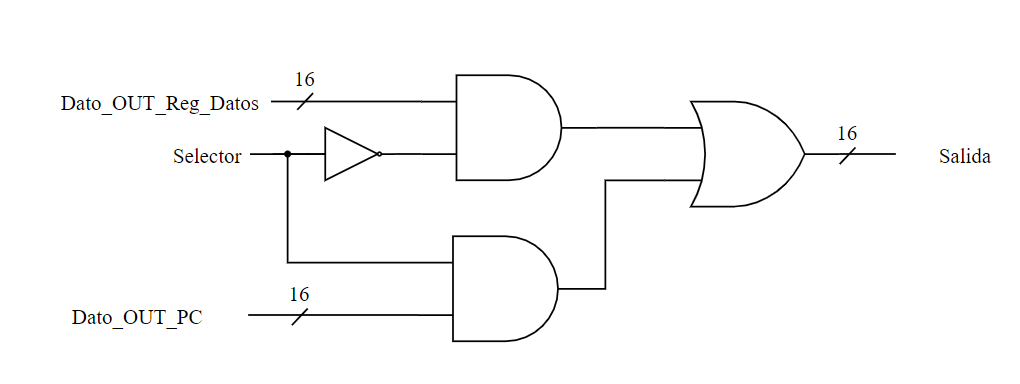 16
Dato_OUT_Reg_Datos
16
Selector
Salida
16
Dato_OUT_PC